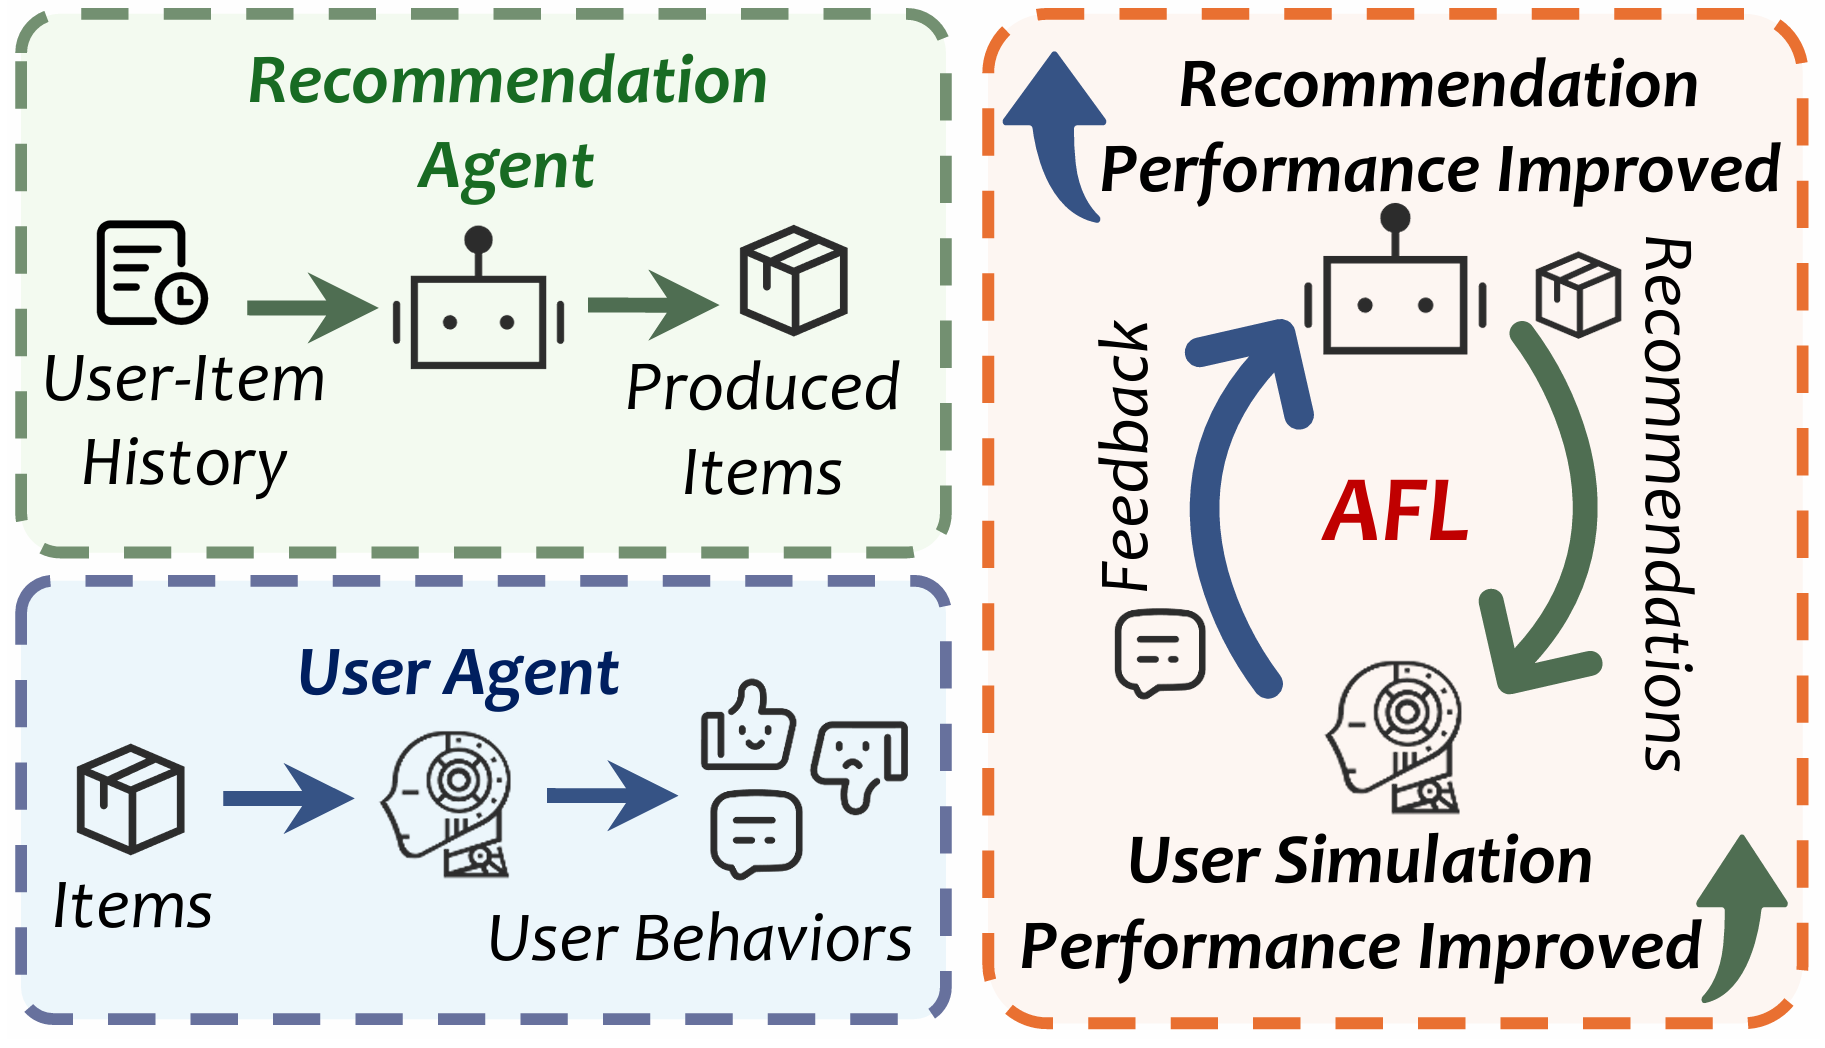 Recommendation
Agent
User-Item
History
Produced
Items
User Agent
Items
User Behaviors
Recommendation
Performance Improved
Feedback
AFL
Recommendations
User Simulation
Performance Improved